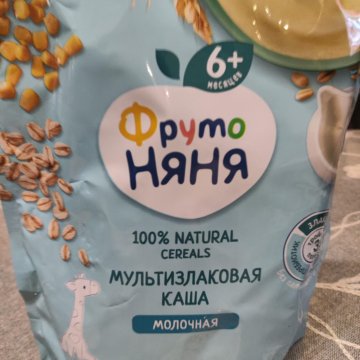 6+
месяцев
Фруто
НЯНЯ
100% NATURAL
CEREALS
МУЛЬТИЗЛАКОВАЯ
КАША
МОЛОЧНАЯ